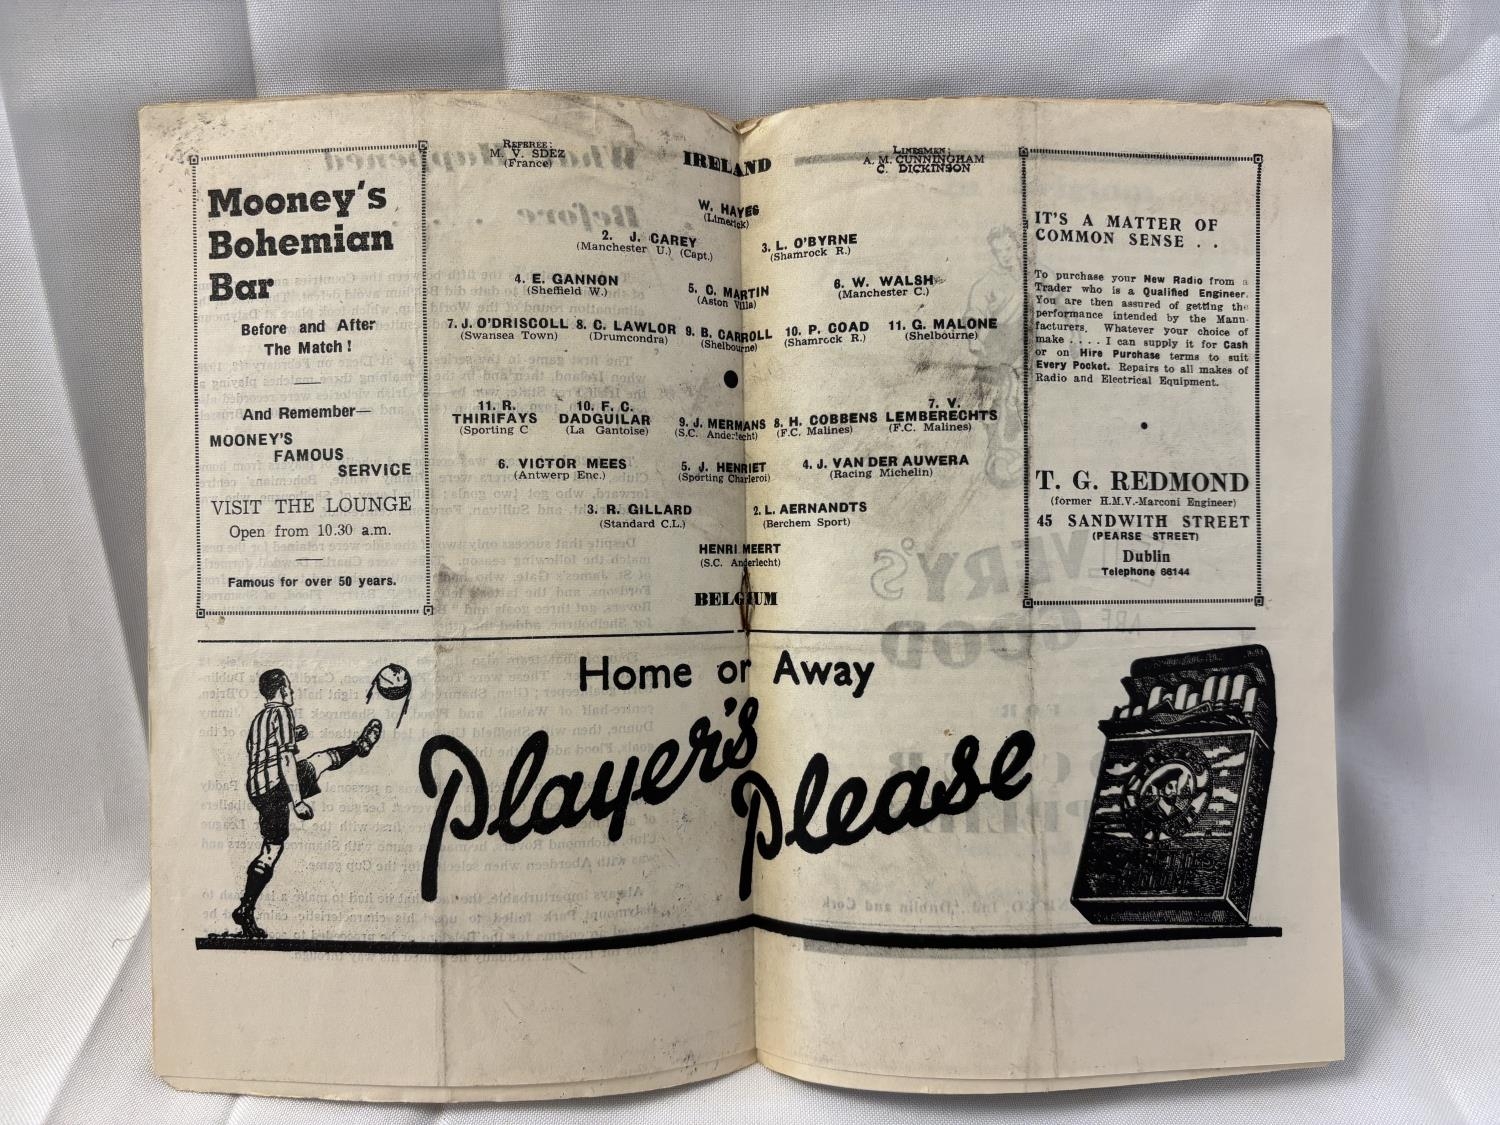 Mooney's
Bohemian
Bar
Before and After
The Match !
And Remember—
MOONEY'S
FAMOUS
SERVICE
VISIT THE LOUNGE
Open from 10.30 a.m.
Famous for over 50 years.
REFEREE:
M. V. SDEZ
(France)
IRELAND
LINESMEN:
A. M. CUNNINGHAM
C. DICKINSON
W. HAYES
(Limerick)
2. J. CAREY
(Manchester U.) (Capt.)
3. L. O'BYRNE
(Shamrock R.)
4. E. GANNON
(Sheffield W.)
5. C. MARTIN
(Aston Villa)
6. W. WALSH
(Manchester C.)
7. J. O'DRISCOLL
(Swansea Town)
8. C. LAWLOR
(Drumcondra)
9. B. CARROLL
(Shelbourne)
10. P. COAD
(Shamrock R.)
11. G. MALONE
(Shelbourne)
11. R.
THIRIFAYS
(Sporting C
10. F. C.
DADGUILAR
(La Gantoise)
9. J. MERMANS
(S.C. Anderlecht)
8. H. COBBENS
(F.C. Malines)
7. V.
LEMBERECHTS
(F.C. Malines)
6. VICTOR MEES
(Antwerp Enc.)
5. J. HENRIET
(Sporting Charleroi)
4. J. VAN DER AUWERA
(Racing Michelin)
3. R. GILLARD
(Standard C.L.)
2. L. AERNANDTS
(Berchem Sport)
HENRI MEERT
(S.C. Anderlecht)
BELGIUM
IT'S A MATTER OF
COMMON SENSE . .
To purchase your New Radio from a
Trader who is a Qualified Engineer.
You are then assured of getting the
performance intended by the Manu-
facturers. Whatever your choice of
make . . . . I can supply it for Cash
or on Hire Purchase terms to suit
Every Pocket. Repairs to all makes of
Radio and Electrical Equipment.
T. G. REDMOND
(former H.M.V.-Marconi Engineer)
45 SANDWITH STREET
(PEARSE STREET)
Dublin
Telephone 66144
Home or Away
Player's
Please